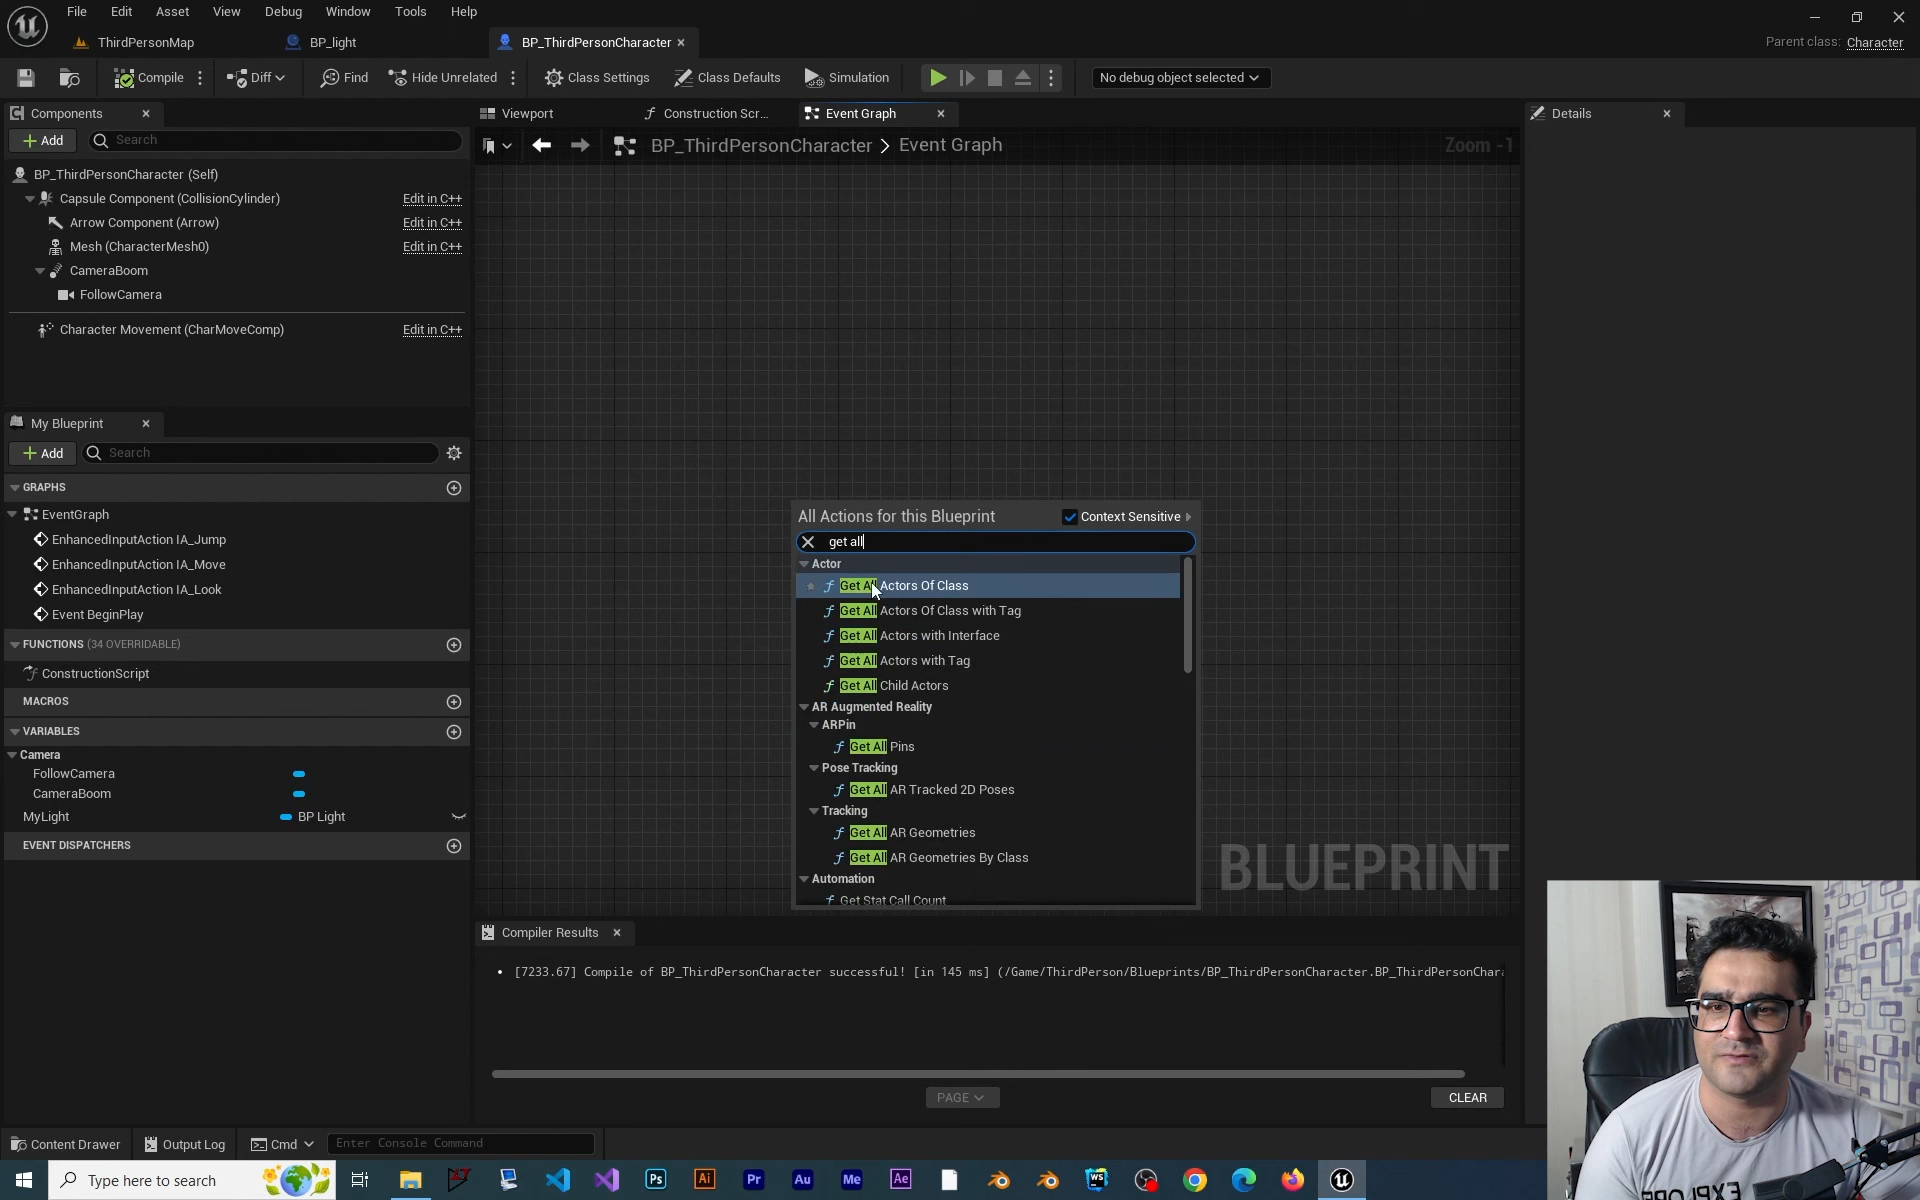 File Edit Asset View Debug Window Tools Help
ThirdPersonMap BP_light BP_ThirdPersonCharacter
Parent class: Character
Compile Diff Find Hide Unrelated Class Settings Class Defaults Simulation No debug object selected
Components
Add Search
BP_ThirdPersonCharacter (Self)
Capsule Component (CollisionCylinder) Edit in C++
Arrow Component (Arrow) Edit in C++
Mesh (CharacterMesh0) Edit in C++
CameraBoom
FollowCamera
Character Movement (CharMoveComp) Edit in C++
My Blueprint
Add Search
GRAPHS
EventGraph
EnhancedInputAction IA_Jump
EnhancedInputAction IA_Move
EnhancedInputAction IA_Look
Event BeginPlay
FUNCTIONS (34 OVERRIDABLE)
ConstructionScript
MACROS
VARIABLES
Camera
FollowCamera
CameraBoom
MyLight BP Light
EVENT DISPATCHERS
Viewport Construction Scr... Event Graph
BP_ThirdPersonCharacter > Event Graph
Zoom -1
All Actions for this Blueprint Context Sensitive
get all
Actor
Get All Actors Of Class
Get All Actors Of Class with Tag
Get All Actors with Interface
Get All Actors with Tag
Get All Child Actors
AR Augmented Reality
ARPin
Get All Pins
Pose Tracking
Get All AR Tracked 2D Poses
Tracking
Get All AR Geometries
Get All AR Geometries By Class
Automation
Get Stat Call Count
BLUEPRINT
Compiler Results
[7233.67] Compile of BP_ThirdPersonCharacter successful! [in 145 ms] (/Game/ThirdPerson/Blueprints/BP_ThirdPersonCharacter.BP_ThirdPersonChara
PAGE
CLEAR
Details
Content Drawer Output Log Cmd Enter Console Command
Type here to search
Ps Ai Pr Au Me Ae WS
EXPLORE